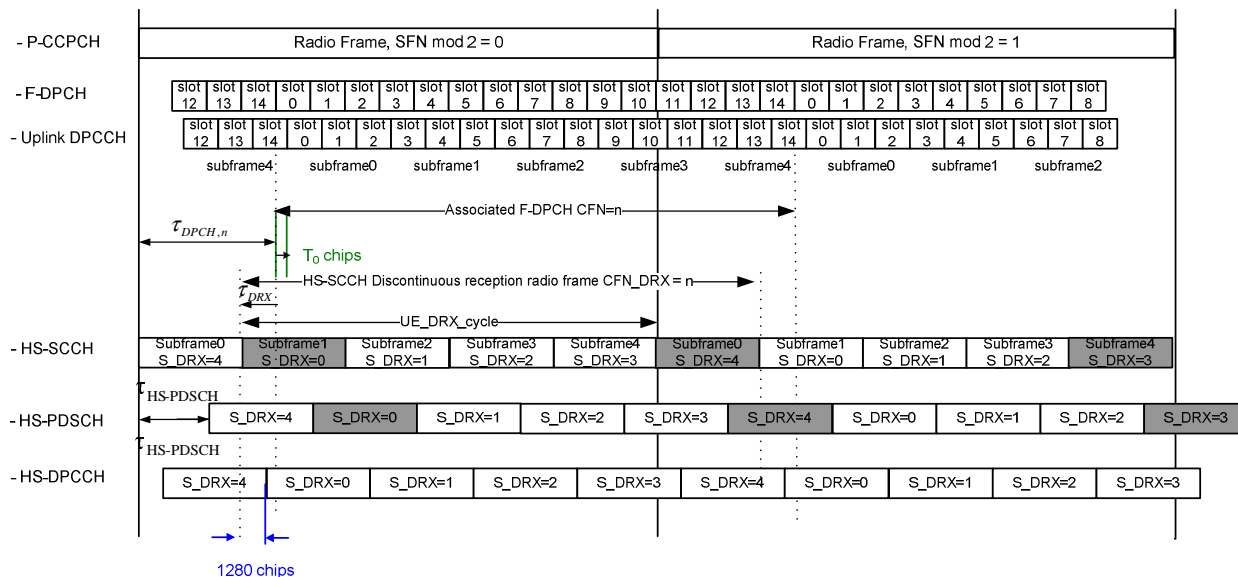 - P-CCPCH
Radio Frame, SFN mod 2 = 0
Radio Frame, SFN mod 2 = 1
- F-DPCH
slot 12 slot 13 slot 14 slot 0 slot 1 slot 2 slot 3 slot 4 slot 5 slot 6 slot 7 slot 8 slot 9 slot 10 slot 11 slot 12 slot 13 slot 14 slot 0 slot 1 slot 2 slot 3 slot 4 slot 5 slot 6 slot 7 slot 8
- Uplink DPCCH
slot 12 slot 13 slot 14 slot 0 slot 1 slot 2 slot 3 slot 4 slot 5 slot 6 slot 7 slot 8 slot 9 slot 10 slot 11 slot 12 slot 13 slot 14 slot 0 slot 1 slot 2 slot 3 slot 4 slot 5 slot 6 slot 7 slot 8
subframe4 subframe0 subframe1 subframe2 subframe3 subframe4 subframe0 subframe1 subframe2
Associated F-DPCH CFN=n
τDPCH,n
T0 chips
HS-SCCH Discontinuous reception radio frame CFN_DRX = n
τDRX
UE_DRX_cycle
- HS-SCCH
Subframe0 Subframe1 Subframe2 Subframe3 Subframe4 Subframe0 Subframe1 Subframe2 Subframe3 Subframe4
S_DRX=4 S_DRX=0 S_DRX=1 S_DRX=2 S_DRX=3 S_DRX=4 S_DRX=0 S_DRX=1 S_DRX=2 S_DRX=3
τHS-PDSCH
- HS-PDSCH
S_DRX=4 S_DRX=0 S_DRX=1 S_DRX=2 S_DRX=3 S_DRX=4 S_DRX=0 S_DRX=1 S_DRX=2 S_DRX=3
τHS-PDSCH
- HS-DPCCH
S_DRX=4 S_DRX=0 S_DRX=1 S_DRX=2 S_DRX=3 S_DRX=4 S_DRX=0 S_DRX=1 S_DRX=2 S_DRX=3
1280 chips